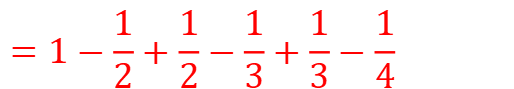 = 1 − 1/2 + 1/2 − 1/3 + 1/3 − 1/4